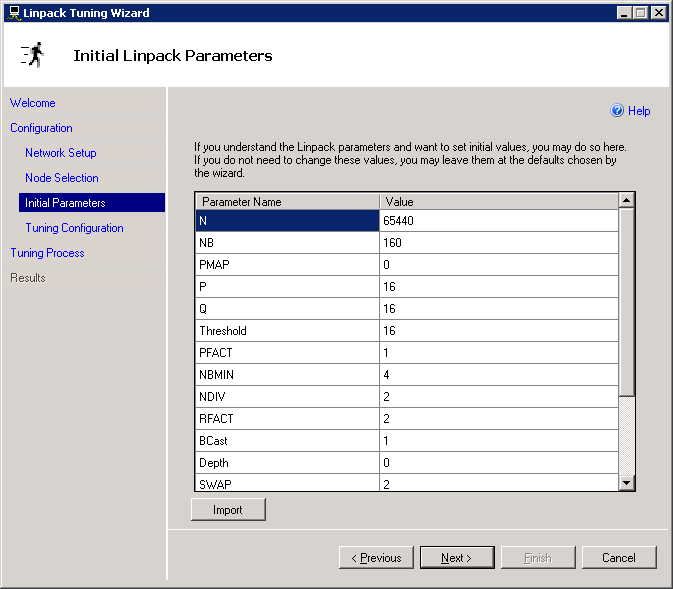 Linpack Tuning Wizard
Initial Linpack Parameters
Welcome
Configuration
Network Setup
Node Selection
Initial Parameters
Tuning Configuration
Tuning Process
Results
Help
If you understand the Linpack parameters and want to set initial values, you may do so here.
If you do not need to change these values, you may leave them at the defaults chosen by
the wizard.
Parameter Name Value
N 65440
NB 160
PMAP 0
P 16
Q 16
Threshold 16
PFACT 1
NBMIN 4
NDIV 2
RFACT 2
BCast 1
Depth 0
SWAP 2
Import
< Previous Next > Finish Cancel